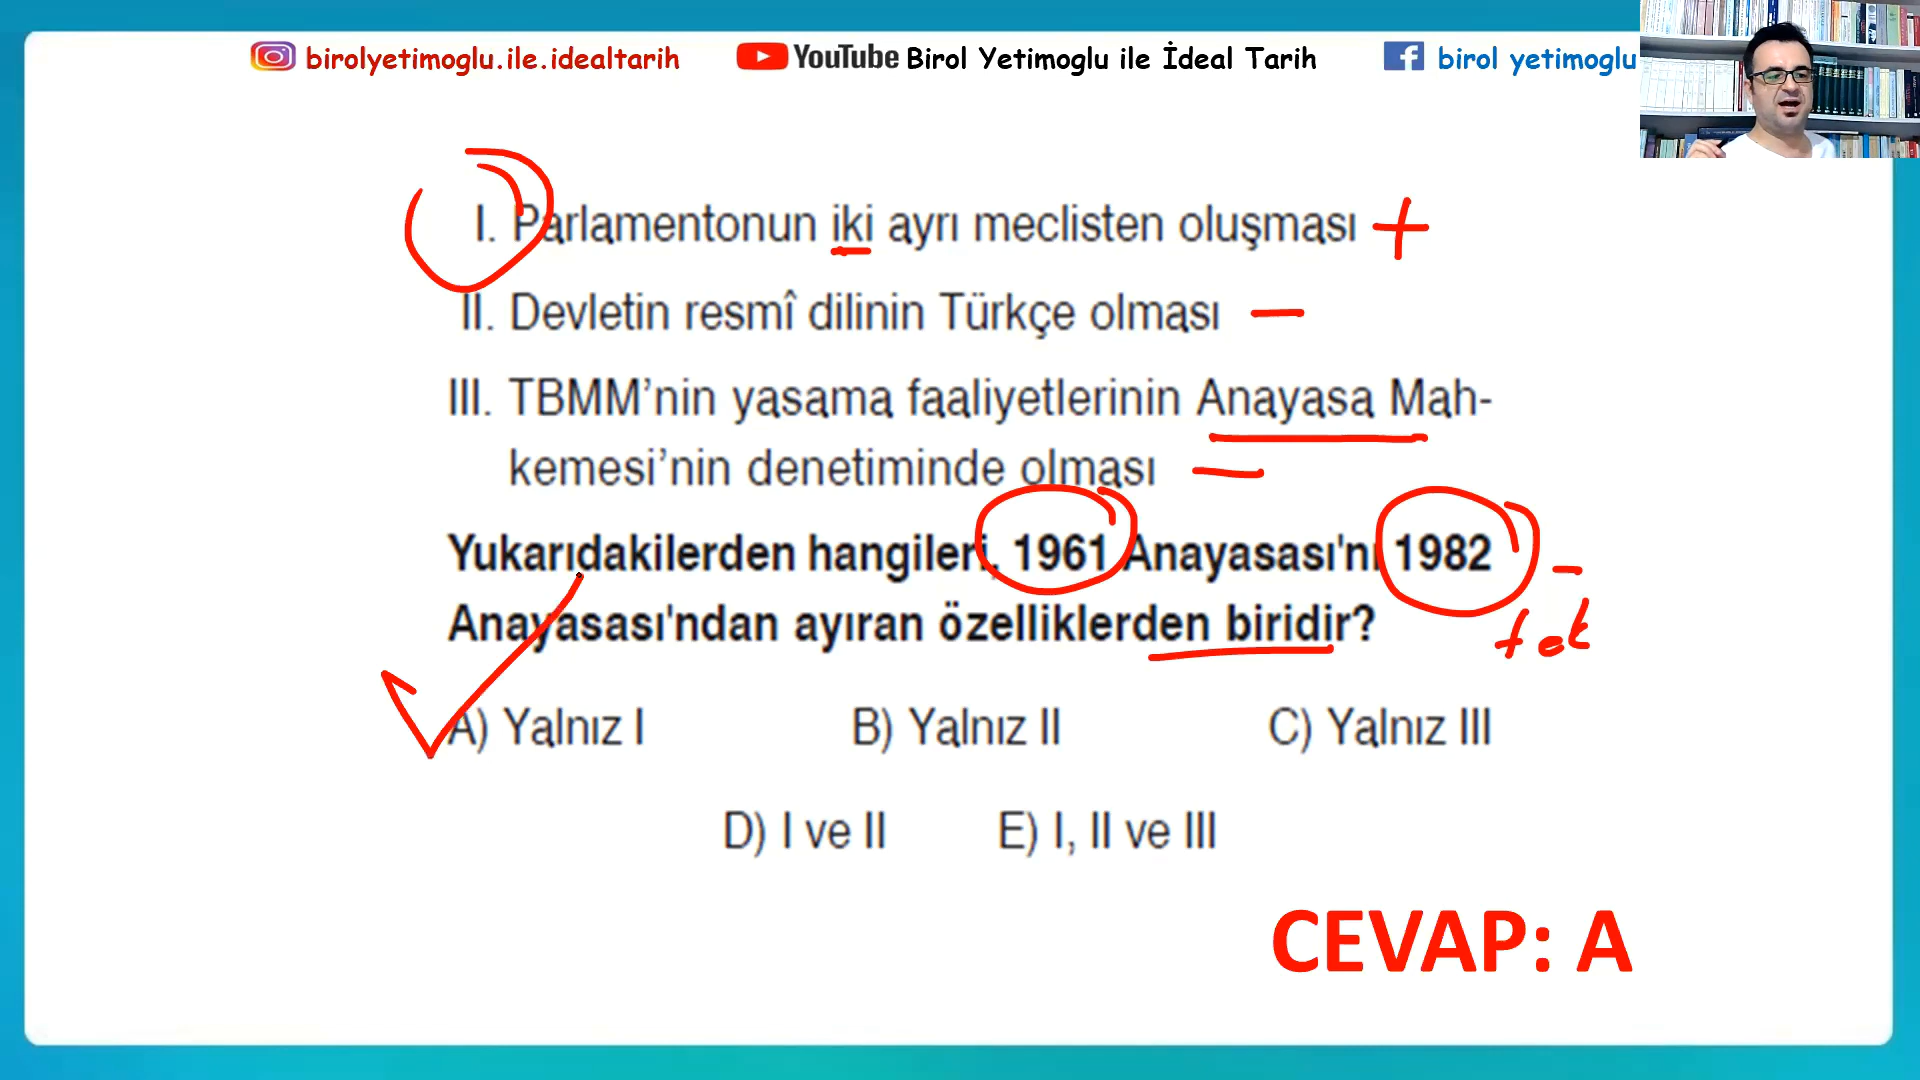 birolyetimoglu.ile.idealtarih YouTube Birol Yetimoglu ile İdeal Tarih birol yetimoglu
I. Parlamentonun iki ayrı meclisten oluşması +
II. Devletin resmî dilinin Türkçe olması –
III. TBMM'nin yasama faaliyetlerinin Anayasa Mah-
kemesi'nin denetiminde olması –
Yukarıdakilerden hangileri, 1961 Anayasası'nı 1982 –
Anayasası'ndan ayıran özelliklerden biridir? tek
A) Yalnız I B) Yalnız II C) Yalnız III
D) I ve II E) I, II ve III
CEVAP: A